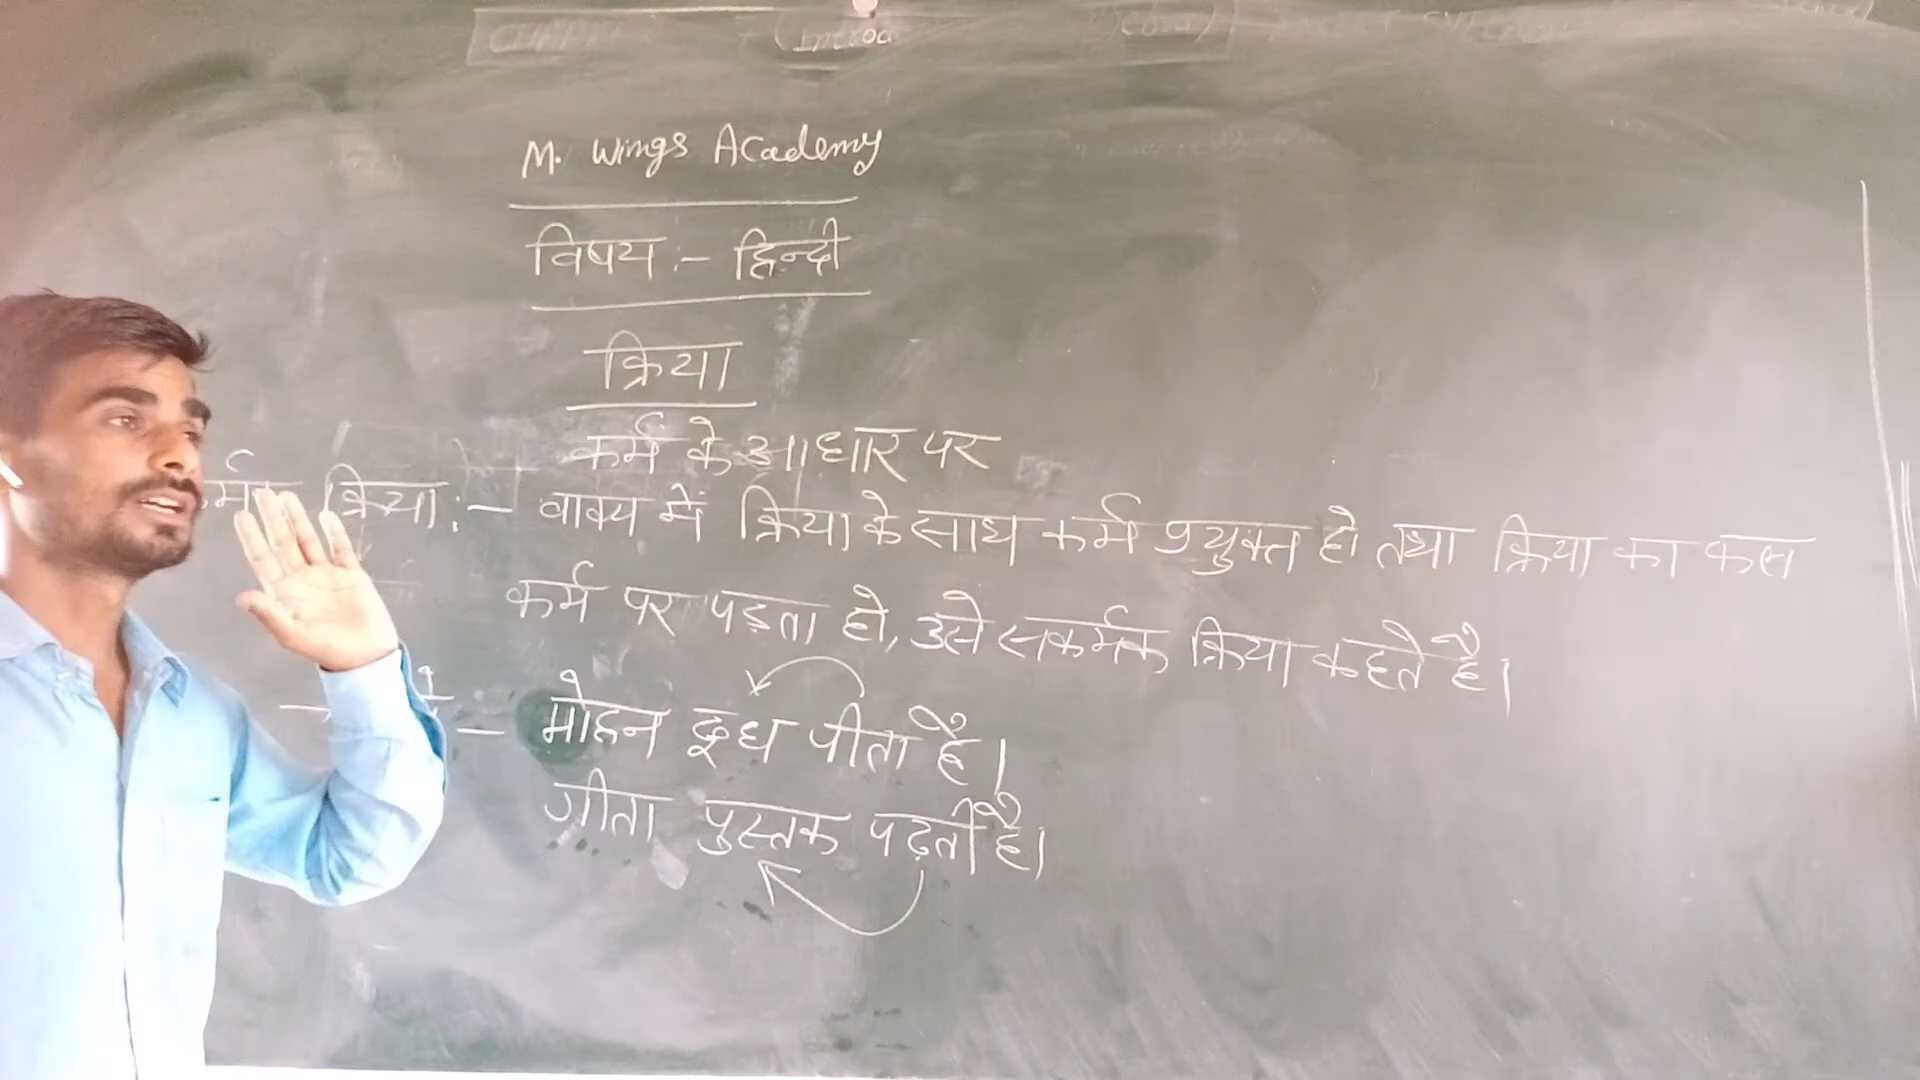 M. Wings Academy
विषय :- हिन्दी
क्रिया
कर्म के आधार पर
क्रिया :- वाक्य में क्रिया के साथ कर्म प्रयुक्त हो तथा क्रिया का फल
कर्म पर पड़ता हो, उसे सकर्मक क्रिया कहते है।
→ - मोहन दूध पीता है।
गीता पुस्तक पढ़ती है।